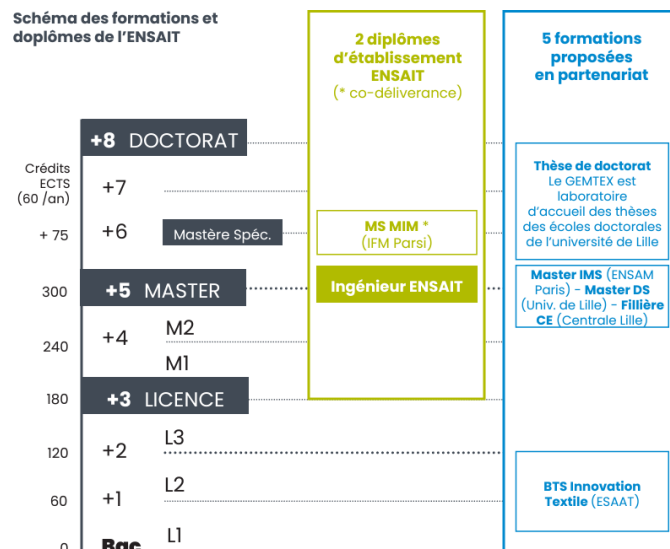 Schéma des formations et
doplômes de l'ENSAIT
2 diplômes
d'établissement
ENSAIT
(* co-déliverance)
5 formations
proposées
en partenariat
+8 DOCTORAT
Crédits
ECTS
(60 /an)
+7
Thèse de doctorat
Le GEMTEX est
laboratoire
d'accueil des thèses
des écoles doctorales
de l'université de Lille
+ 75
+6
Mastère Spéc.
MS MIM *
(IFM Parsi)
300
+5 MASTER
Ingénieur ENSAIT
Master IMS (ENSAM
Paris) - Master DS
(Univ. de Lille) - Fillière
CE (Centrale Lille)
+4
M2
240
M1
180
+3 LICENCE
L3
120
+2
L2
60
+1
BTS Innovation
Textile (ESAAT)
L1
0
Bac